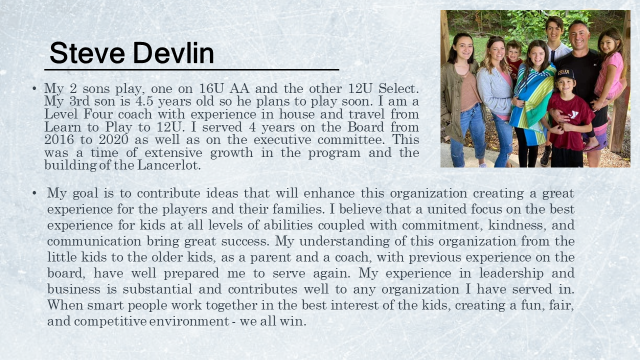 Steve Devlin
• My 2 sons play, one on 16U AA and the other 12U Select.
My 3rd son is 4.5 years old so he plans to play soon. I am a
Level Four coach with experience in house and travel from
Learn to Play to 12U. I served 4 years on the Board from
2016 to 2020 as well as on the executive committee. This
was a time of extensive growth in the program and the
building of the Lancerlot.
• My goal is to contribute ideas that will enhance this organization creating a great
experience for the players and their families. I believe that a united focus on the best
experience for kids at all levels of abilities coupled with commitment, kindness, and
communication bring great success. My understanding of this organization from the
little kids to the older kids, as a parent and a coach, with previous experience on the
board, have well prepared me to serve again. My experience in leadership and
business is substantial and contributes well to any organization I have served in.
When smart people work together in the best interest of the kids, creating a fun, fair,
and competitive environment - we all win.